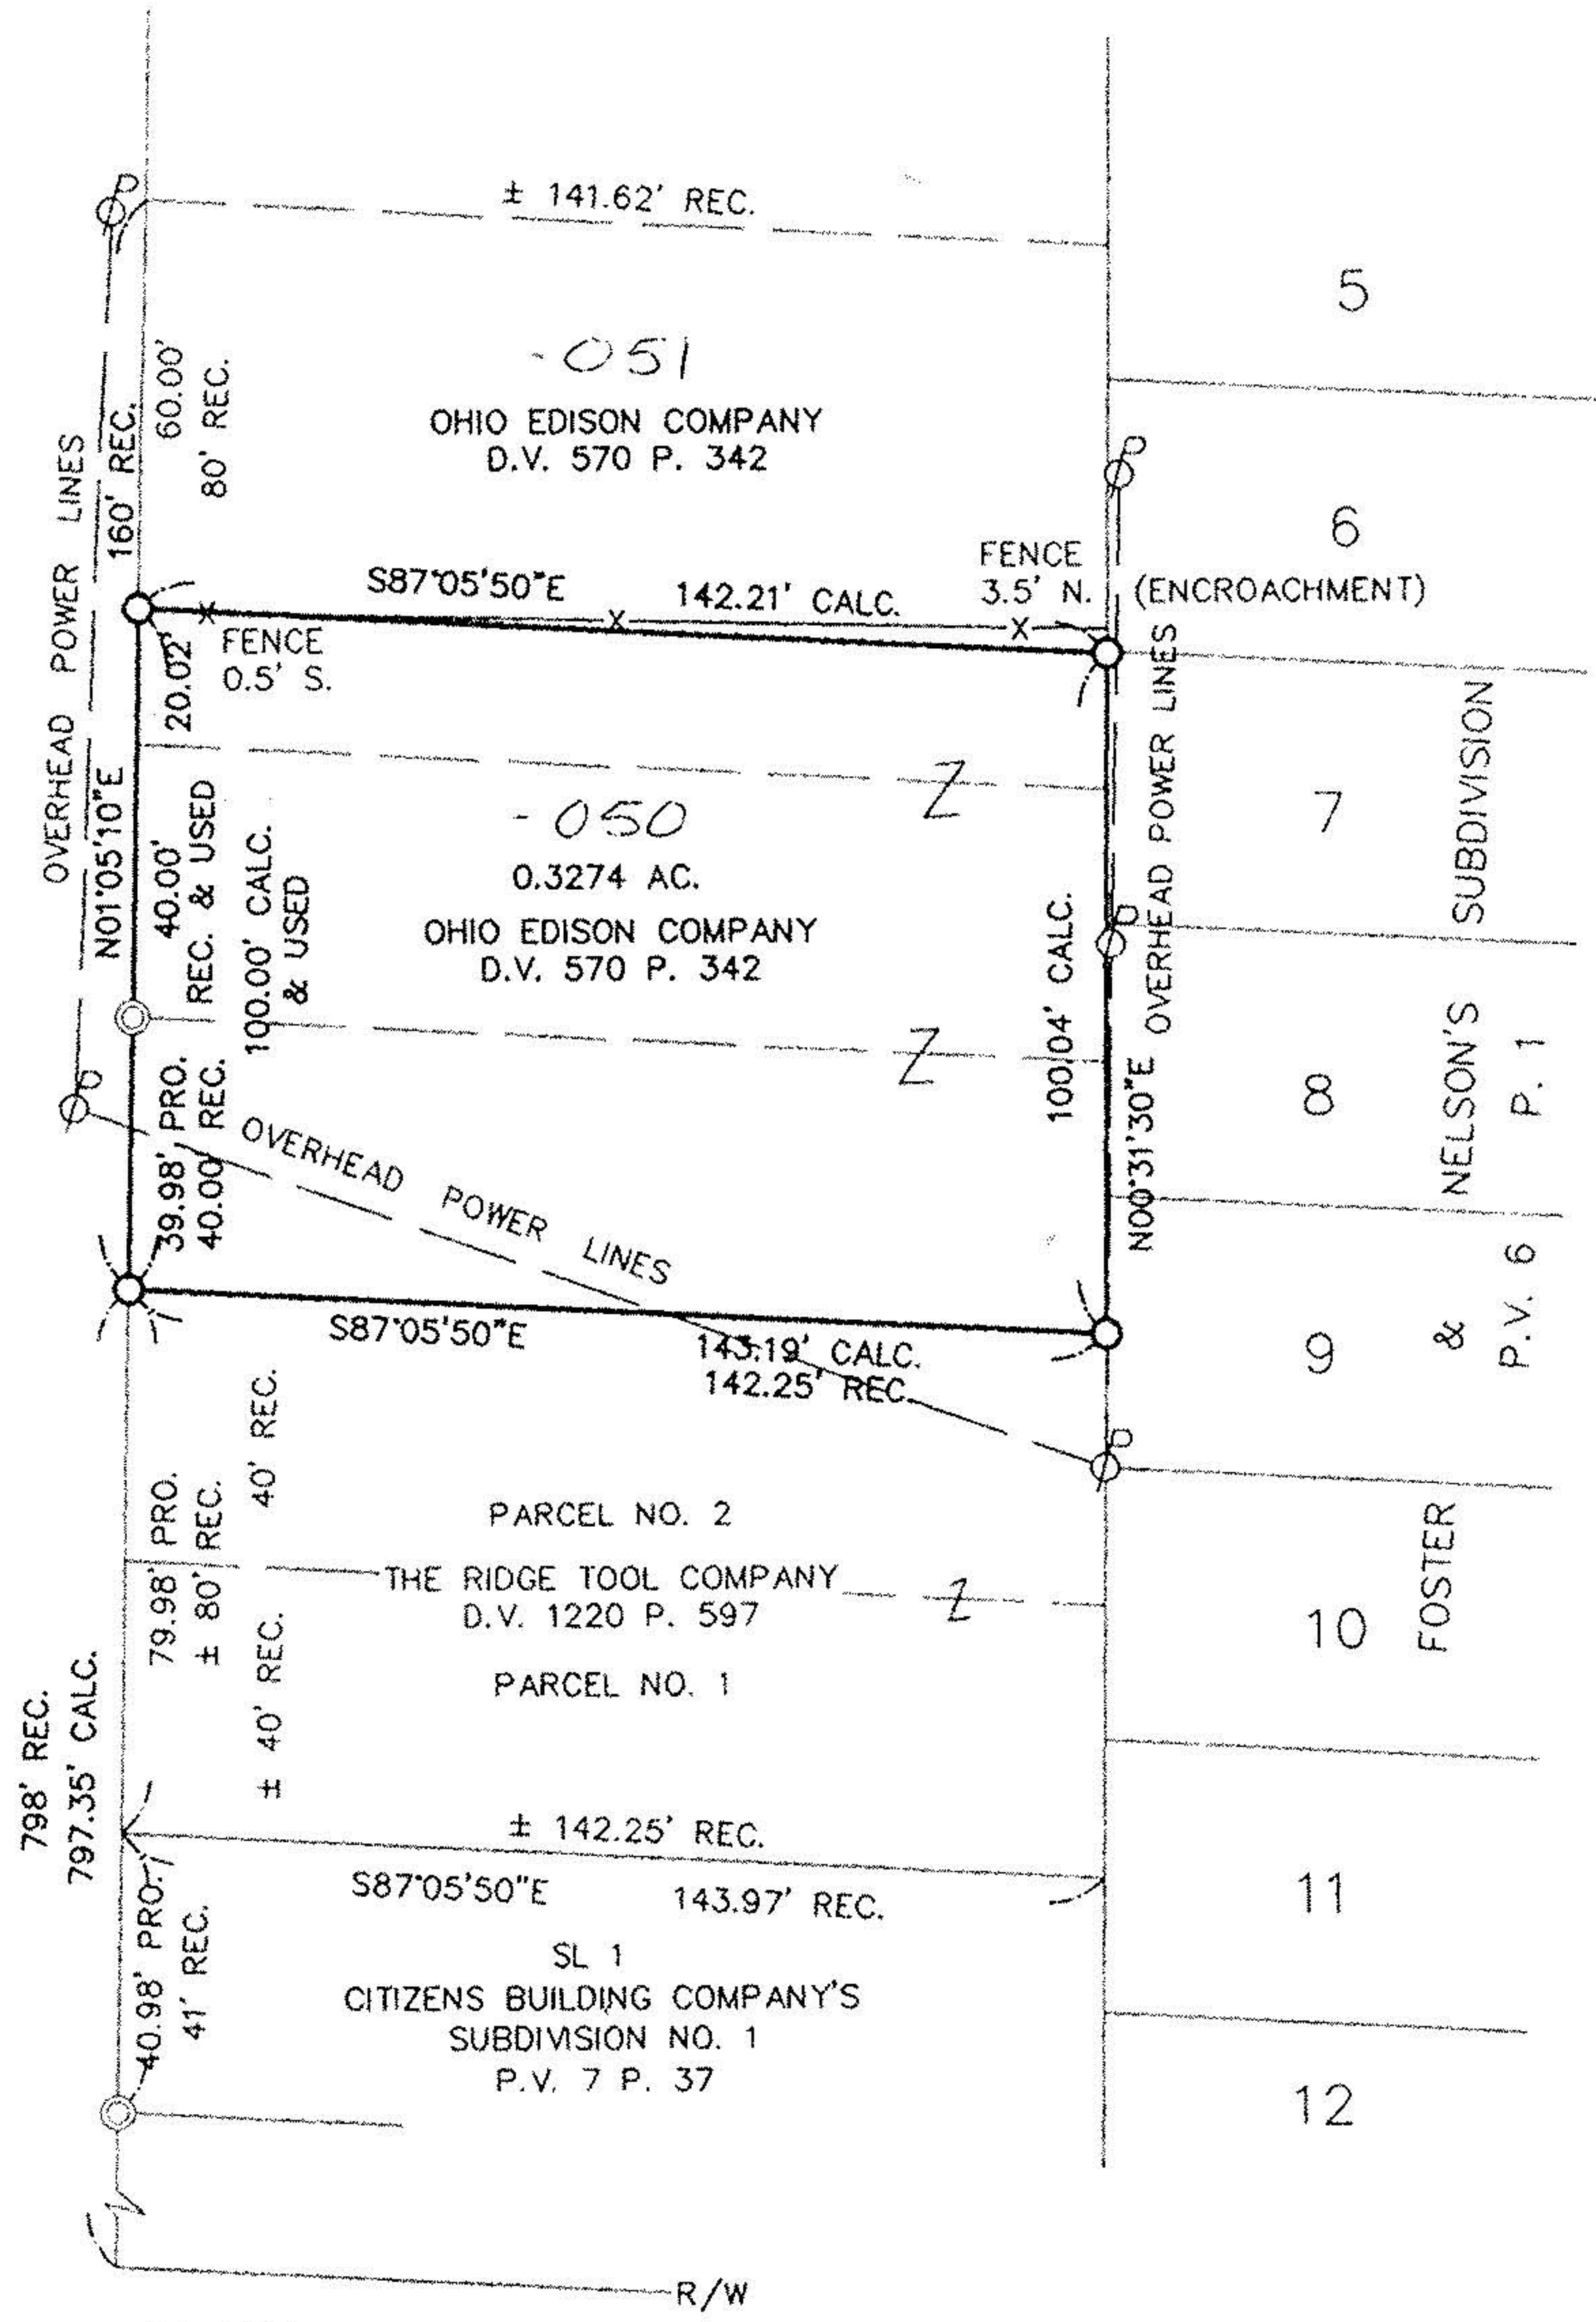 ± 141.62' REC.
5
-051
60.00'
80' REC.
160' REC.
OHIO EDISON COMPANY
D.V. 570 P. 342
OVERHEAD POWER LINES
6
FENCE
3.5' N.
(ENCROACHMENT)
S87°05'50"E 142.21' CALC.
X X X
FENCE
0.5' S.
20.02'
N01°05'10"E
40.00'
REC. & USED
100.00' CALC.
& USED
-050
0.3274 AC.
OHIO EDISON COMPANY
D.V. 570 P. 342
Z
Z
100.04' CALC.
N00°31'30"E
OVERHEAD POWER LINES
7
8
9
39.98' PRO.
40.00' REC.
OVERHEAD POWER LINES
S87°05'50"E
143.19' CALC.
142.25' REC.
FOSTER & NELSON'S SUBDIVISION
P.V. 6 P. 1
40' REC.
79.98' PRO.
± 80' REC.
PARCEL NO. 2
THE RIDGE TOOL COMPANY
Z
D.V. 1220 P. 597
PARCEL NO. 1
10
± 40' REC.
798' REC.
797.35' CALC.
± 142.25' REC.
S87°05'50"E 143.97' REC.
11
40.98' PRO.
41' REC.
SL 1
CITIZENS BUILDING COMPANY'S
SUBDIVISION NO. 1
P.V. 7 P. 37
12
R/W